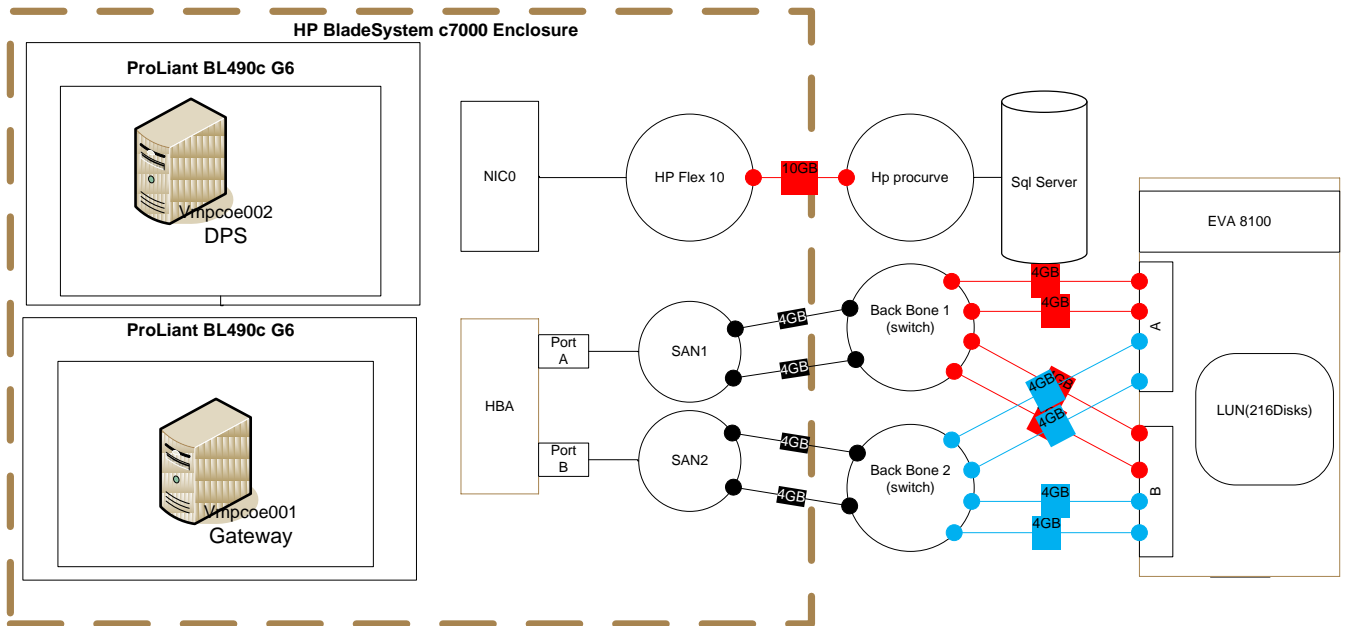 HP BladeSystem c7000 Enclosure
ProLiant BL490c G6
Vmpcoe002
DPS
ProLiant BL490c G6
Vmpcoe001
Gateway
NIC0
HP Flex 10
10GB
Hp procurve
Sql Server
EVA 8100
HBA
Port
A
Port
B
SAN1
SAN2
4GB
4GB
4GB
4GB
Back Bone 1
(switch)
Back Bone 2
(switch)
4GB
4GB
4GB
4GB
4GB
4GB
A
B
LUN(216Disks)